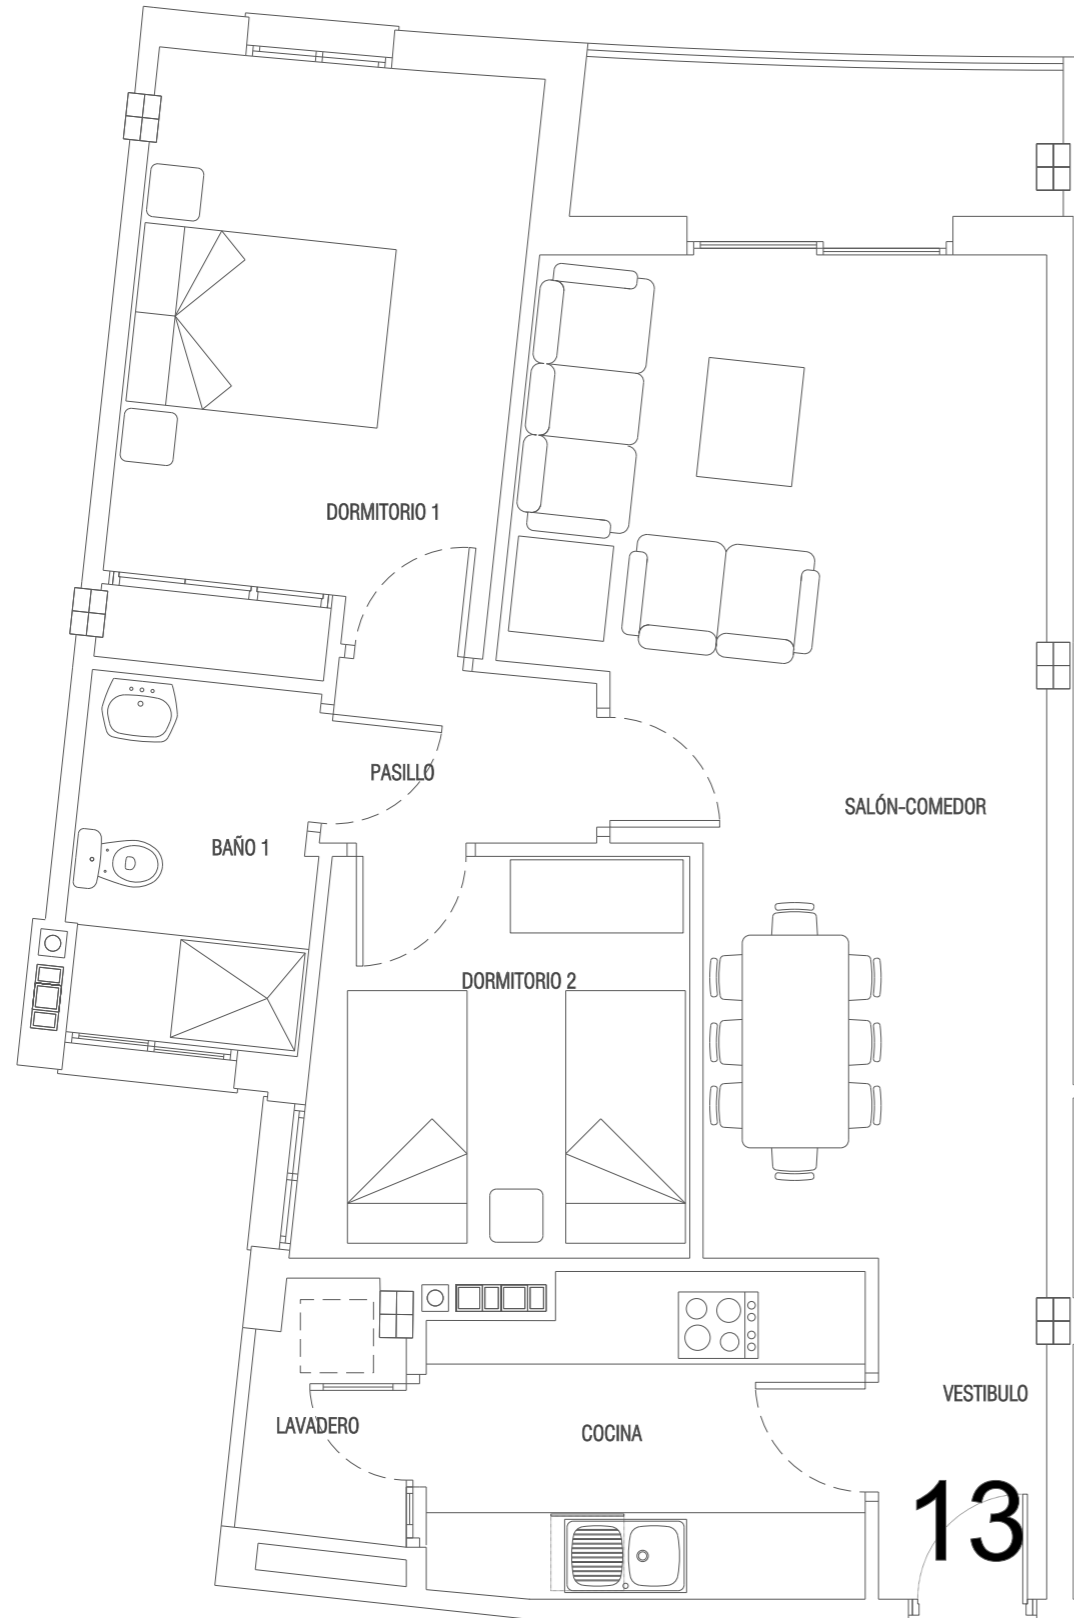 DORMITORIO 1
PASILLO
SALÓN-COMEDOR
BAÑO 1
DORMITORIO 2
VESTIBULO
LAVADERO
COCINA
13